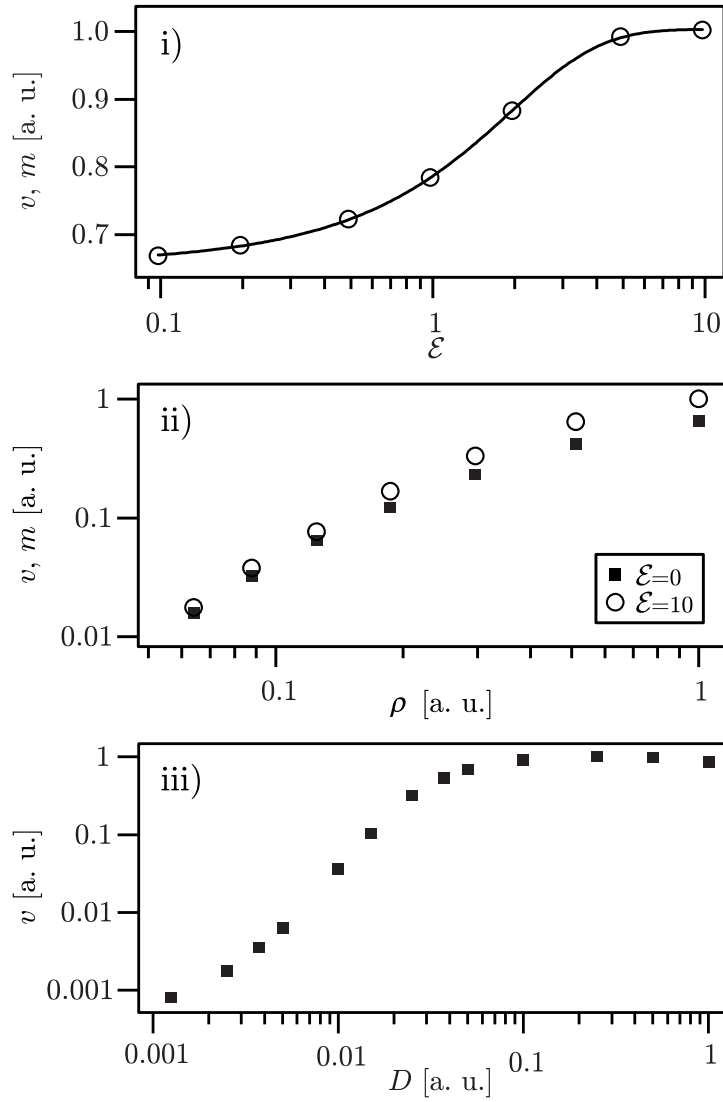 i)
1.0
0.9
0.8
0.7
v, m [a. u.]
0.1 1 10
ℰ
ii)
1
0.1
0.01
v, m [a. u.]
ℰ=0
ℰ=10
0.1 1
ρ [a. u.]
iii)
1
0.1
0.01
0.001
v [a. u.]
0.001 0.01 0.1 1
D [a. u.]